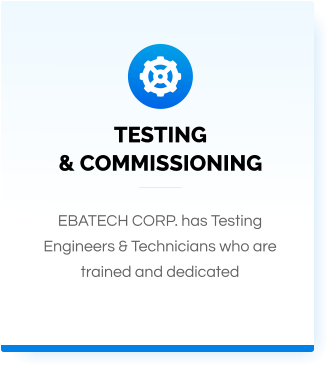 TESTING
& COMMISSIONING
EBATECH CORP. has Testing
Engineers & Technicians who are
trained and dedicated